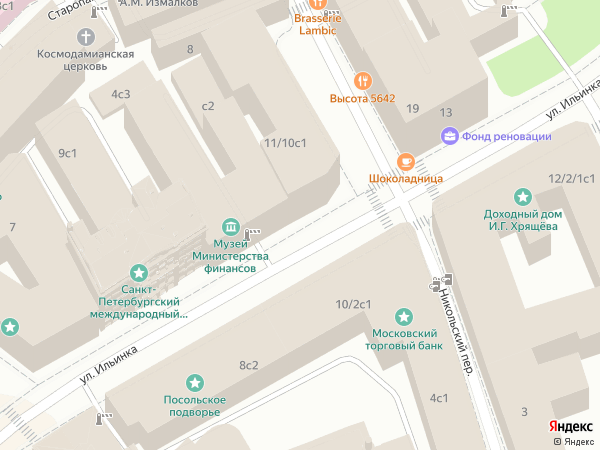 Старопа
А.М. Измалков
с1
Brasserie
Lambic
Космодамианская
церковь
8
4с3
с2
Высота 5642
19
13
ул. Ильинка
Фонд реновации
9с1
11/10с1
Шоколадница
12/2/1с1
7
Доходный дом
И.Г. Хрящёва
Музей
Министерства
финансов
Санкт-
Петербургский
международный...
Никольский пер.
10/2с1
Московский
торговый банк
ул. Ильинка
8с2
Посольское
подворье
4с1
3
Яндекс
© Яндекс